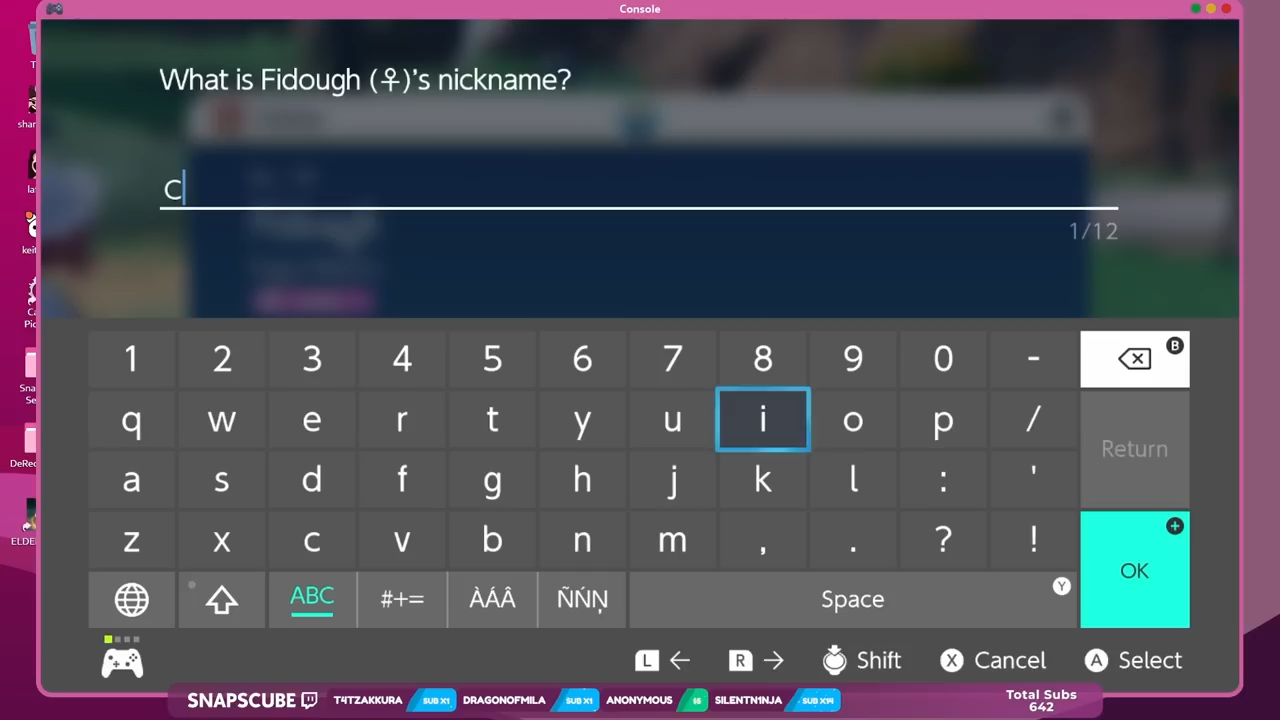 Console
What is Fidough (♀)'s nickname?
C
1/12
1 2 3 4 5 6 7 8 9 0 -
q w e r t y u i o p /
Return
a s d f g h j k l : '
z x c v b n m , . ? !
OK
ABC #+= ÀÁÂ ÑŃŅ Space
B
+
Y
L ← R → Shift X Cancel A Select
SNAPSCUBE T4TZAKKURA SUB X1 DRAGONOFMILA SUB X1 ANONYMOUS $5 SILENTN1NJA SUB X14
Total Subs
642